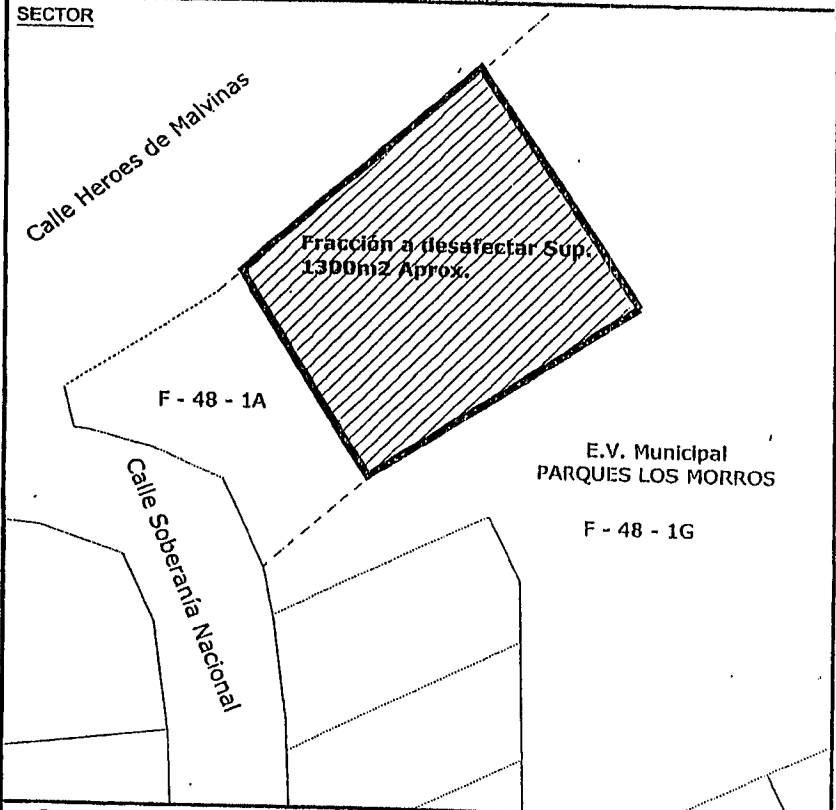 SECTOR
Calle Heroes de Malvinas
Fracción a desafectar Sup.
1300m2 Aprox.
F - 48 - 1A
E.V. Municipal
PARQUES LOS MORROS
F - 48 - 1G
Calle Soberanía Nacional